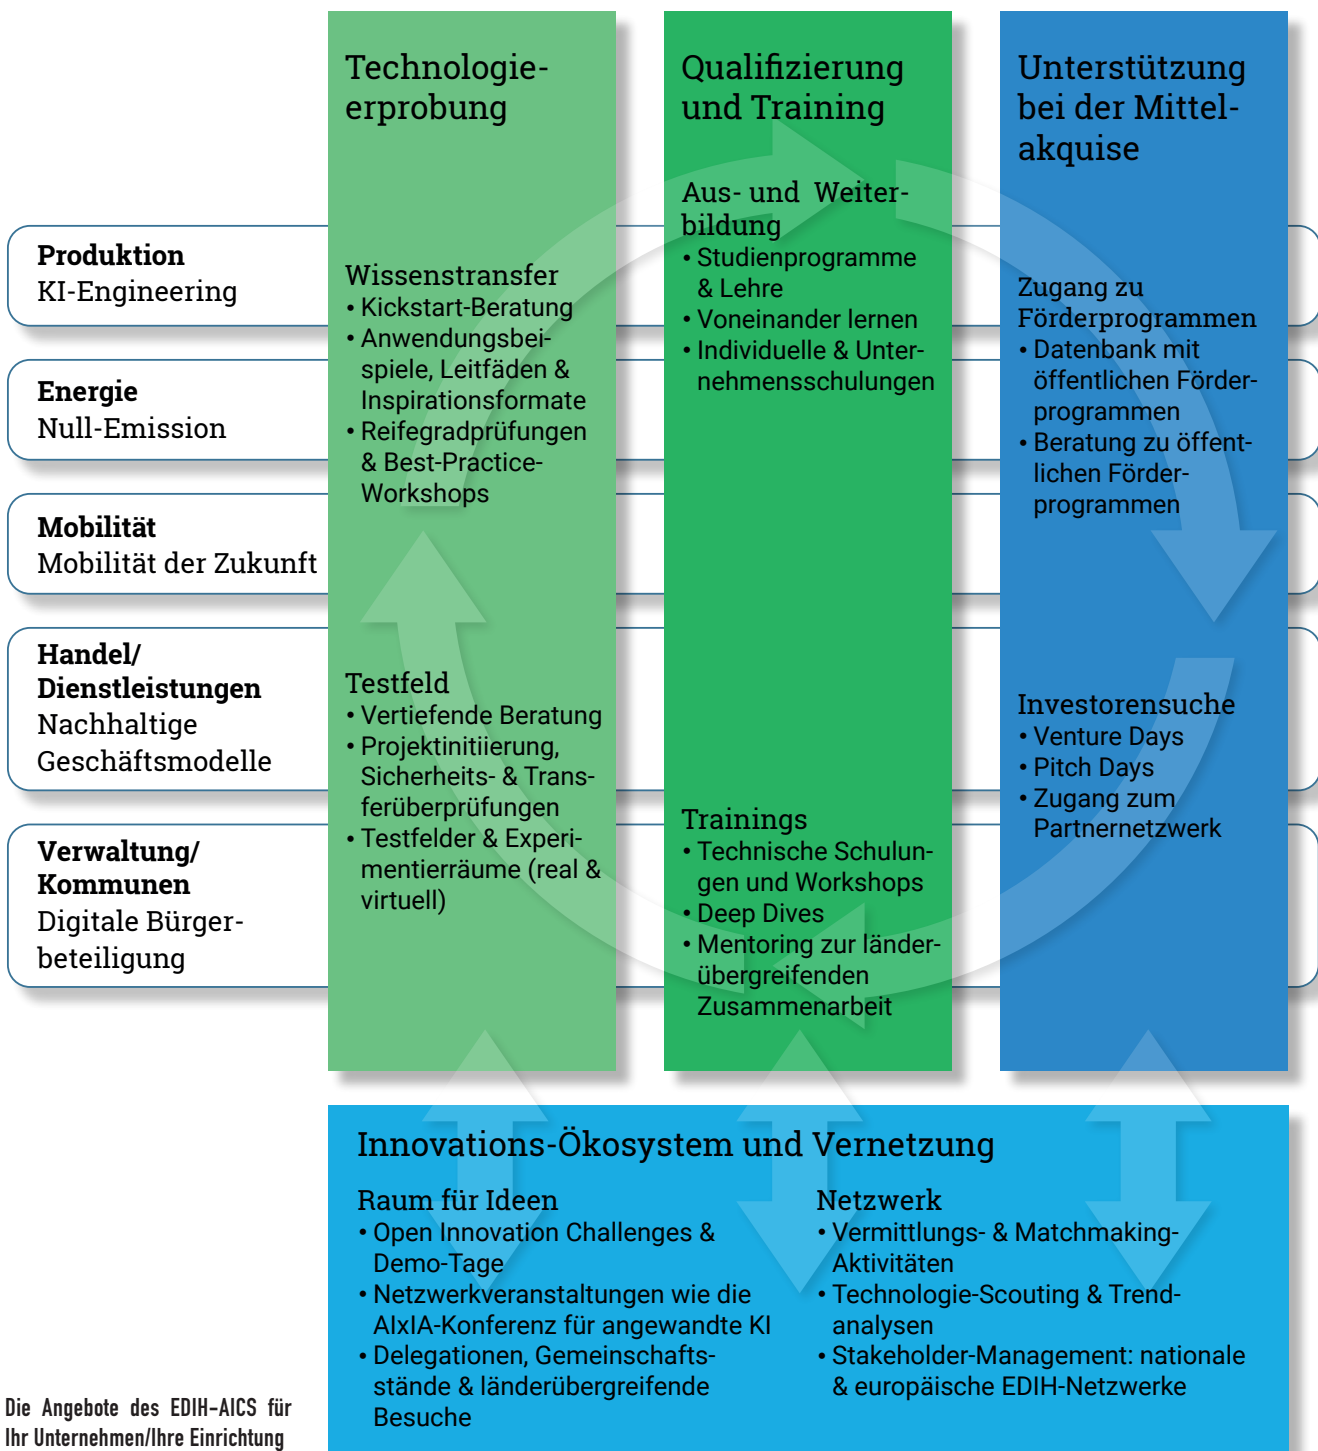 Technologie-
erprobung
Qualifizierung
und Training
Unterstützung
bei der Mittel-
akquise
Produktion
KI-Engineering
Energie
Null-Emission
Mobilität
Mobilität der Zukunft
Handel/
Dienstleistungen
Nachhaltige
Geschäftsmodelle
Verwaltung/
Kommunen
Digitale Bürger-
beteiligung
Wissenstransfer
• Kickstart-Beratung
• Anwendungsbei-
spiele, Leitfäden &
Inspirationsformate
• Reifegradprüfungen
& Best-Practice-
Workshops
Testfeld
• Vertiefende Beratung
• Projektinitiierung,
Sicherheits- & Trans-
ferüberprüfungen
• Testfelder & Experi-
mentierräume (real &
virtuell)
Aus- und Weiter-
bildung
• Studienprogramme
& Lehre
• Voneinander lernen
• Individuelle & Unter-
nehmensschulungen
Trainings
• Technische Schulun-
gen und Workshops
• Deep Dives
• Mentoring zur länder-
übergreifenden
Zusammenarbeit
Zugang zu
Förderprogrammen
• Datenbank mit
öffentlichen Förder-
programmen
• Beratung zu öffent-
lichen Förder-
programmen
Investorensuche
• Venture Days
• Pitch Days
• Zugang zum
Partnernetzwerk
Innovations-Ökosystem und Vernetzung
Raum für Ideen
• Open Innovation Challenges &
Demo-Tage
• Netzwerkveranstaltungen wie die
AIxIA-Konferenz für angewandte KI
• Delegationen, Gemeinschafts-
stände & länderübergreifende
Besuche
Netzwerk
• Vermittlungs- & Matchmaking-
Aktivitäten
• Technologie-Scouting & Trend-
analysen
• Stakeholder-Management: nationale
& europäische EDIH-Netzwerke
Die Angebote des EDIH-AICS für
Ihr Unternehmen/Ihre Einrichtung